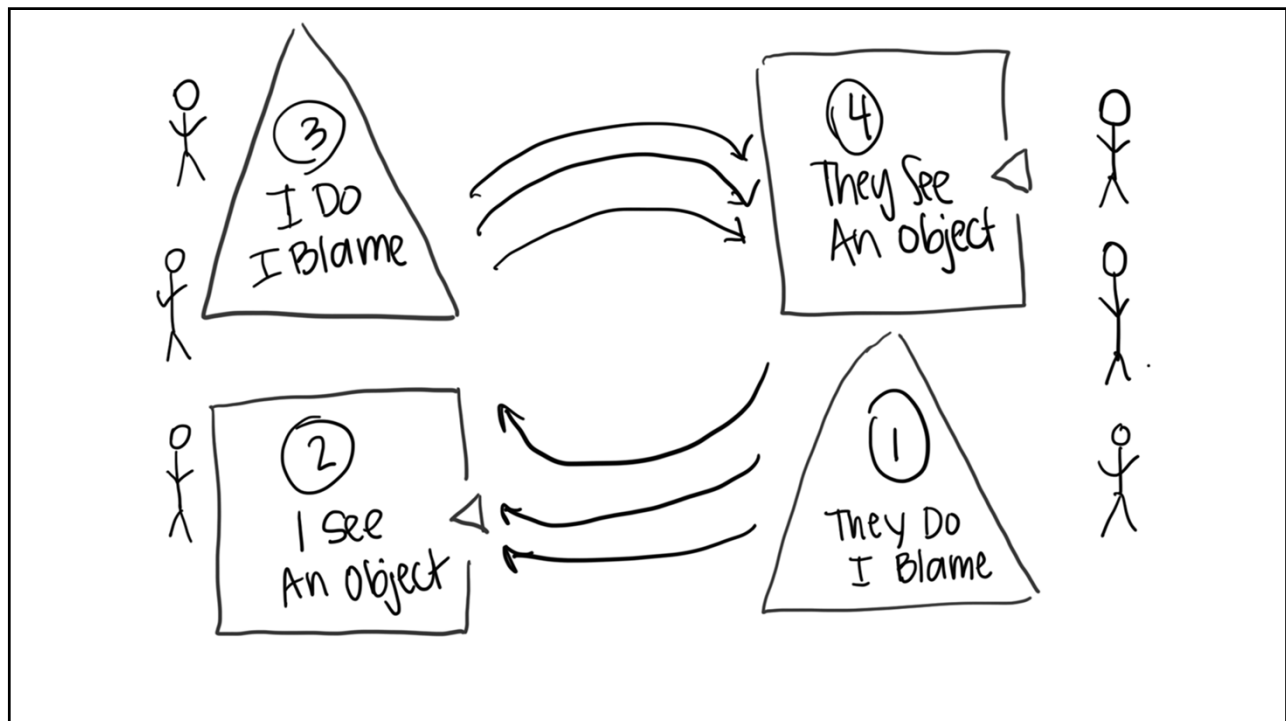 3
I Do
I Blame
4
They See
An Object
2
I See
An Object
1
They Do
I Blame